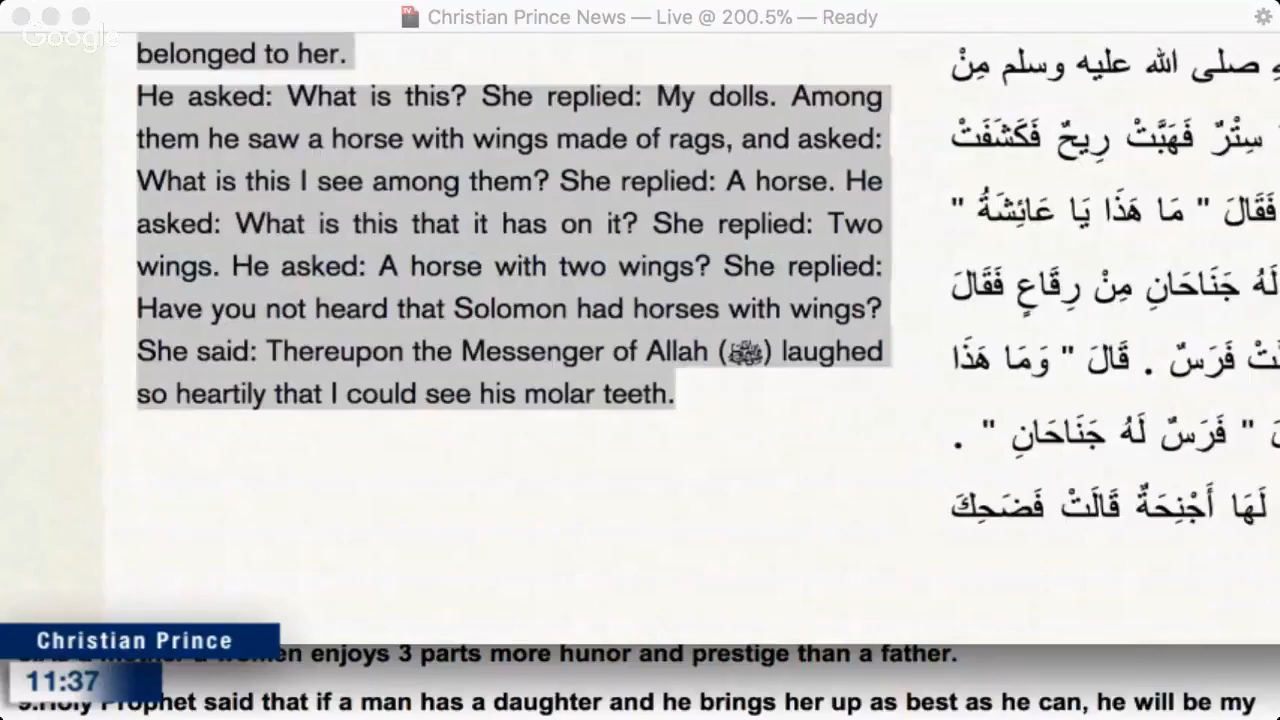 Christian Prince News — Live @ 200.5% — Ready
Google
belonged to her.
He asked: What is this? She replied: My dolls. Among
them he saw a horse with wings made of rags, and asked:
What is this I see among them? She replied: A horse. He
asked: What is this that it has on it? She replied: Two
wings. He asked: A horse with two wings? She replied:
Have you not heard that Solomon had horses with wings?
She said: Thereupon the Messenger of Allah (ﷺ) laughed
so heartily that I could see his molar teeth.
صلى الله عليه وسلم مِنْ
سِتْرٌ فَهَبَّتْ رِيحٌ فَكَشَفَتْ
فَقَالَ " مَا هَذَا يَا عَائِشَةُ "
لَهُ جَنَاحَانِ مِنْ رِقَاعٍ فَقَالَ
فَرَسٌ . قَالَ " وَمَا هَذَا
" فَرَسٌ لَهُ جَنَاحَانِ " .
لَهَا أَجْنِحَةٌ قَالَتْ فَضَحِكَ
Christian Prince
11:37
enjoys 3 parts more hunor and prestige than a father.
9.Holy Prophet said that if a man has a daughter and he brings her up as best as he can, he will be my